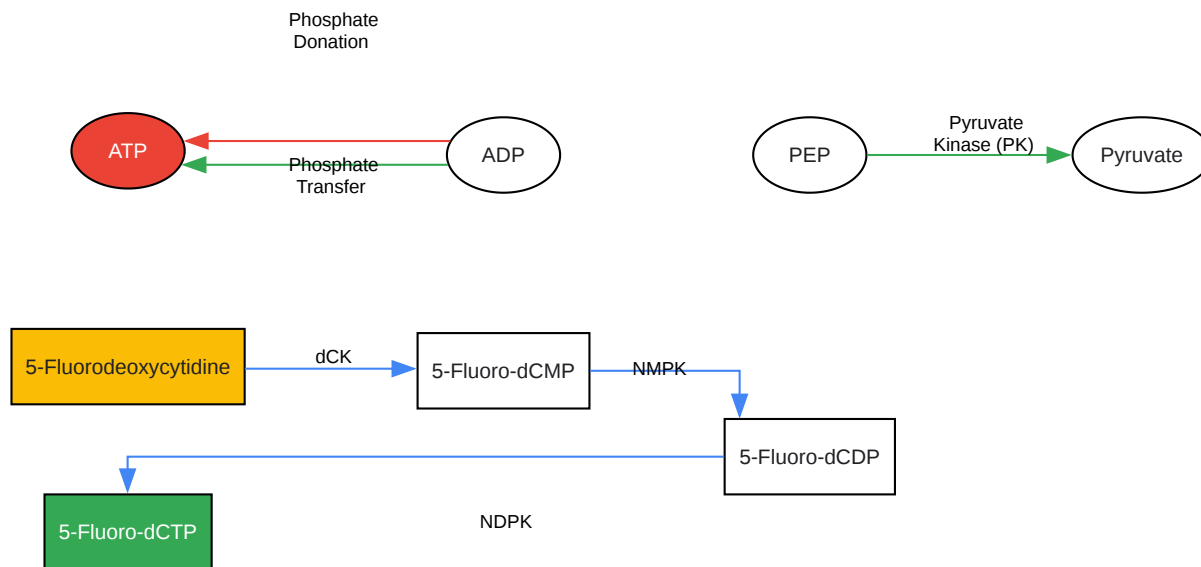 Phosphate
Donation
ATP
ADP
Phosphate
Transfer
PEP
Pyruvate
Kinase (PK)
Pyruvate
5-Fluorodeoxycytidine
dCK
5-Fluoro-dCMP
NMPK
5-Fluoro-dCDP
5-Fluoro-dCTP
NDPK